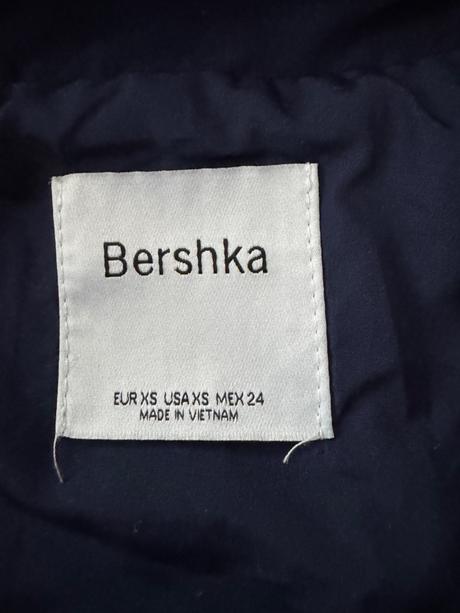 Bershka
EUR XS USA XS MEX 24
MADE IN VIETNAM